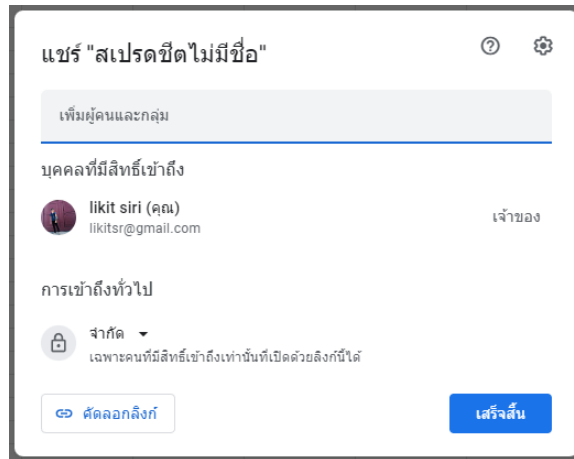 แชร์ "สเปรดชีตไม่มีชื่อ"
เพิ่มผู้คนและกลุ่ม
บุคคลที่มีสิทธิ์เข้าถึง
likit siri (คุณ)
likitsr@gmail.com
เจ้าของ
การเข้าถึงทั่วไป
จำกัด
เฉพาะคนที่มีสิทธิ์เข้าถึงเท่านั้นที่เปิดด้วยลิงก์นี้ได้
คัดลอกลิงก์
เสร็จสิ้น